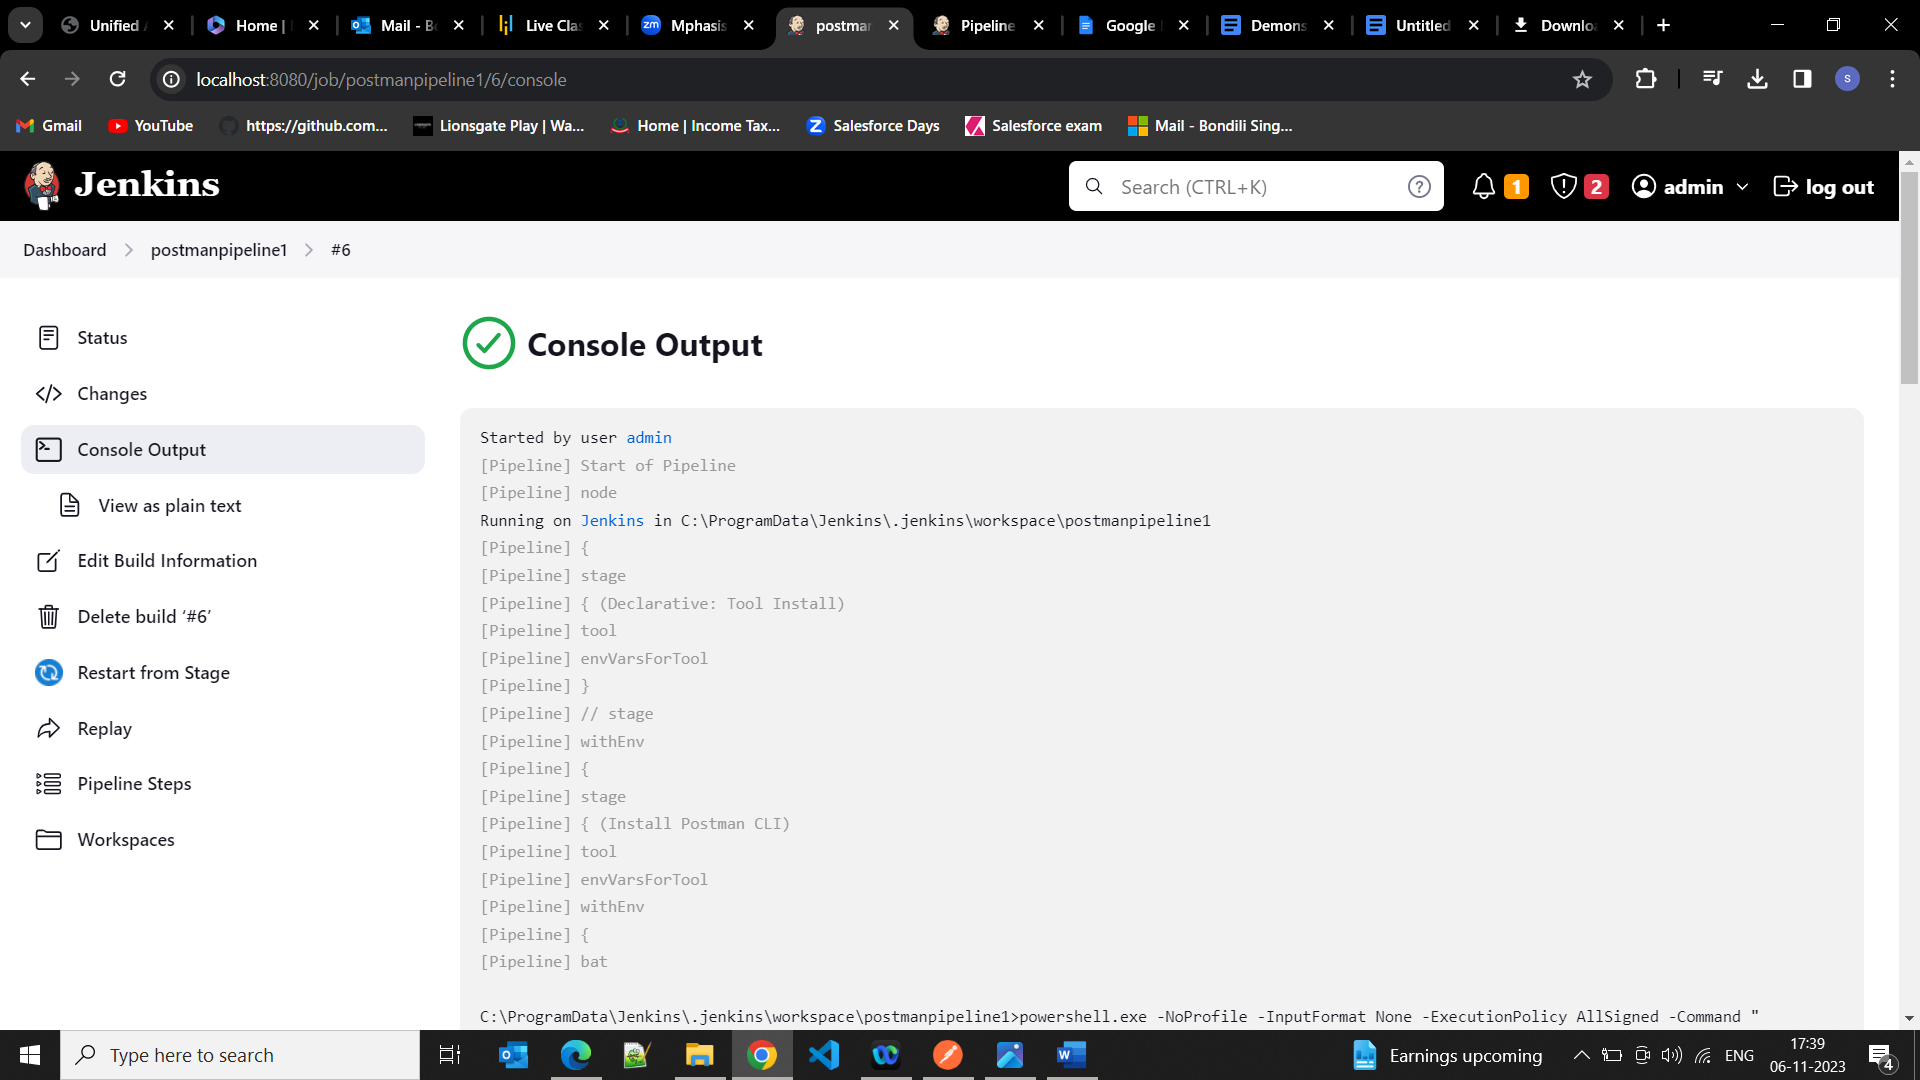 Unified A
Home |
Mail - Bo
Live Clas
zm
Mphasis
postman
Pipeline
Google
Demons
Untitled
Downlo
localhost:8080/job/postmanpipeline1/6/console
S
Gmail
YouTube
https://github.com...
Lionsgate Play | Wa...
Home | Income Tax...
Salesforce Days
Salesforce exam
Mail - Bondili Sing...
Jenkins
Search (CTRL+K)
1
2
admin
log out
Dashboard
postmanpipeline1
#6
Status
Changes
Console Output
View as plain text
Edit Build Information
Delete build ‘#6’
Restart from Stage
Replay
Pipeline Steps
Workspaces
Console Output
Started by user admin
[Pipeline] Start of Pipeline
[Pipeline] node
Running on Jenkins in C:\ProgramData\Jenkins\.jenkins\workspace\postmanpipeline1
[Pipeline] {
[Pipeline] stage
[Pipeline] { (Declarative: Tool Install)
[Pipeline] tool
[Pipeline] envVarsForTool
[Pipeline] }
[Pipeline] // stage
[Pipeline] withEnv
[Pipeline] {
[Pipeline] stage
[Pipeline] { (Install Postman CLI)
[Pipeline] tool
[Pipeline] envVarsForTool
[Pipeline] withEnv
[Pipeline] {
[Pipeline] bat
C:\ProgramData\Jenkins\.jenkins\workspace\postmanpipeline1>powershell.exe -NoProfile -InputFormat None -ExecutionPolicy AllSigned -Command "
Type here to search
Earnings upcoming
ENG
17:39
06-11-2023
4